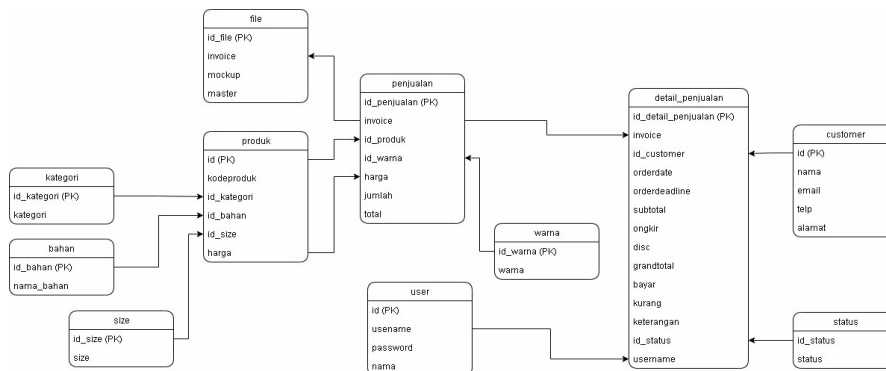 file
id_file (PK)
invoice
mockup
master
penjualan
id_penjualan (PK)
invoice
id_produk
id_warna
harga
jumlah
total
detail_penjualan
id_detail_penjualan (PK)
invoice
id_customer
orderdate
orderdeadline
subtotal
ongkir
disc
grandtotal
bayar
kurang
keterangan
id_status
username
customer
id (PK)
nama
email
telp
alamat
produk
id (PK)
kodeproduk
id_kategori
id_bahan
id_size
harga
kategori
id_kategori (PK)
kategori
bahan
id_bahan (PK)
nama_bahan
warna
id_warna (PK)
warna
size
id_size (PK)
size
user
id (PK)
usename
password
nama
status
id_status
status